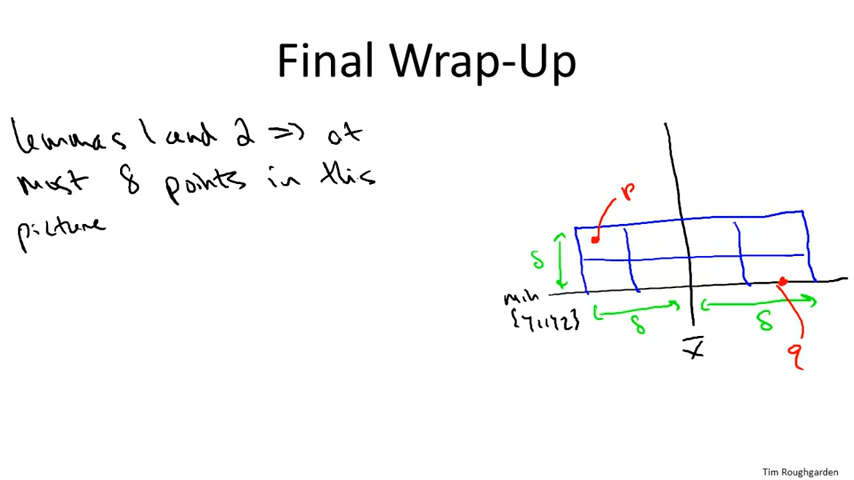 Final Wrap-Up
Lemmas 1 and 2 => at
most 8 points in this
picture
p
δ
min
{y1,y2}
δ
δ
x̄
q
Tim Roughgarden